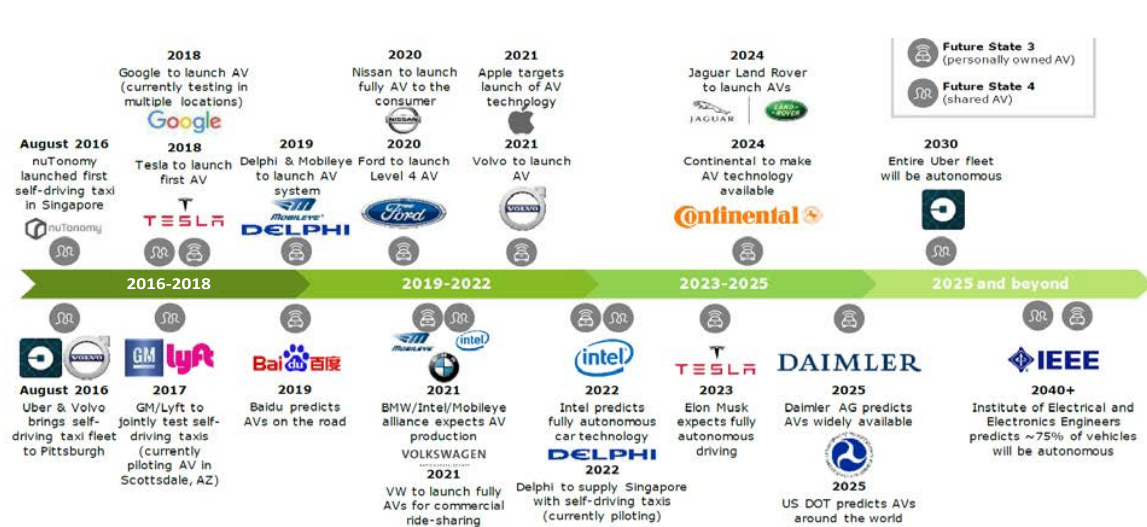 2018
Google to launch AV
(currently testing in
multiple locations)
Google
2020
Nissan to launch
fully AV to the
consumer
NISSAN
2021
Apple targets
launch of AV
technology
2024
Jaguar Land Rover
to launch AVs
JAGUAR
LAND-
ROVER
Future State 3
(personally owned AV)
Future State 4
(shared AV)
August 2016
nuTonomy
launched first
self-driving taxi
in Singapore
nuTonomy
2018
Tesla to launch
first AV
TESLA
2019
Delphi & Mobileye
to launch AV
system
MOBILEYE
DELPHI
2020
Ford to launch
Level 4 AV
Ford
2021
Volvo to launch
AV
VOLVO
2024
Continental to make
AV technology
available
Continental
2030
Entire Uber fleet
will be autonomous
2016-2018
2019-2022
2023-2025
2025 and beyond
VOLVO
August 2016
Uber & Volvo
brings self-
driving taxi fleet
to Pittsburgh
GM
lyft
2017
GM/Lyft to
jointly test self-
driving taxis
(currently
piloting AV in
Scottsdale, AZ)
Bai du 百度
2019
Baidu predicts
AVs on the road
MOBILEYE
intel
BMW
2021
BMW/Intel/Mobileye
alliance expects AV
production
VOLKSWAGEN
2021
VW to launch fully
AVs for commercial
ride-sharing
intel
2022
Intel predicts
fully autonomous
car technology
DELPHI
2022
Delphi to supply Singapore
with self-driving taxis
(currently piloting)
TESLA
2023
Elon Musk
expects fully
autonomous
driving
DAIMLER
2025
Daimler AG predicts
AVs widely available
2025
US DOT predicts AVs
around the world
IEEE
2040+
Institute of Electrical and
Electronics Engineers
predicts ~75% of vehicles
will be autonomous